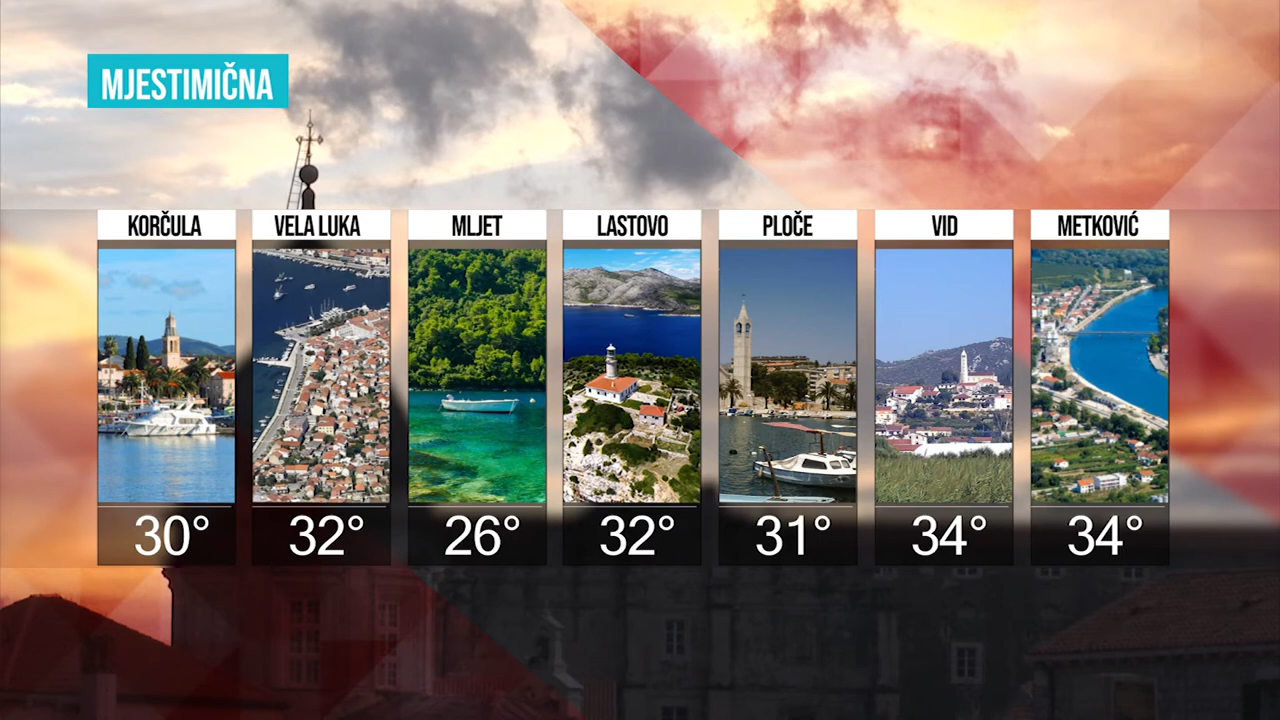 MJESTIMIČNA
KORČULA
VELA LUKA
MLJET
LASTOVO
PLOČE
VID
METKOVIĆ
30°
32°
26°
32°
31°
34°
34°